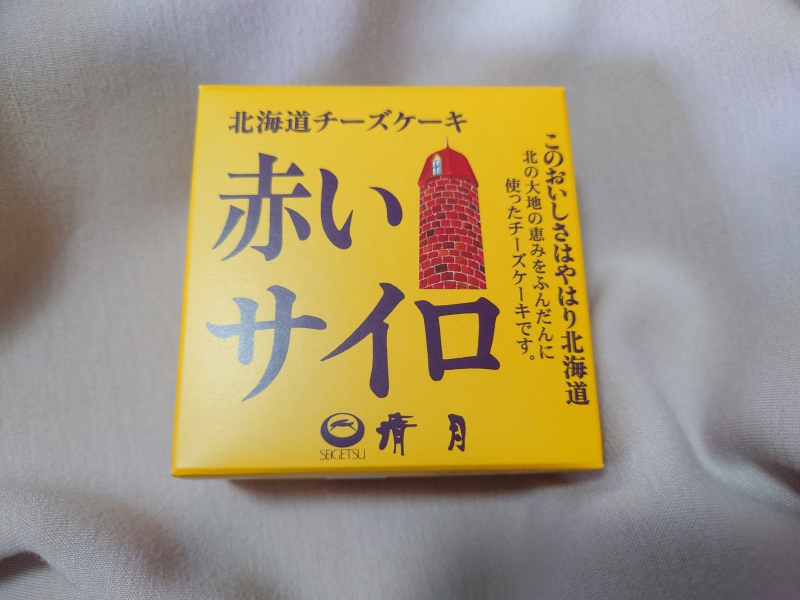 北海道チーズケーキ
赤い
サイロ
このおいしさはやはり北海道
北の大地の恵みをふんだんに
使ったチーズケーキです。
SEIGETSU
清月